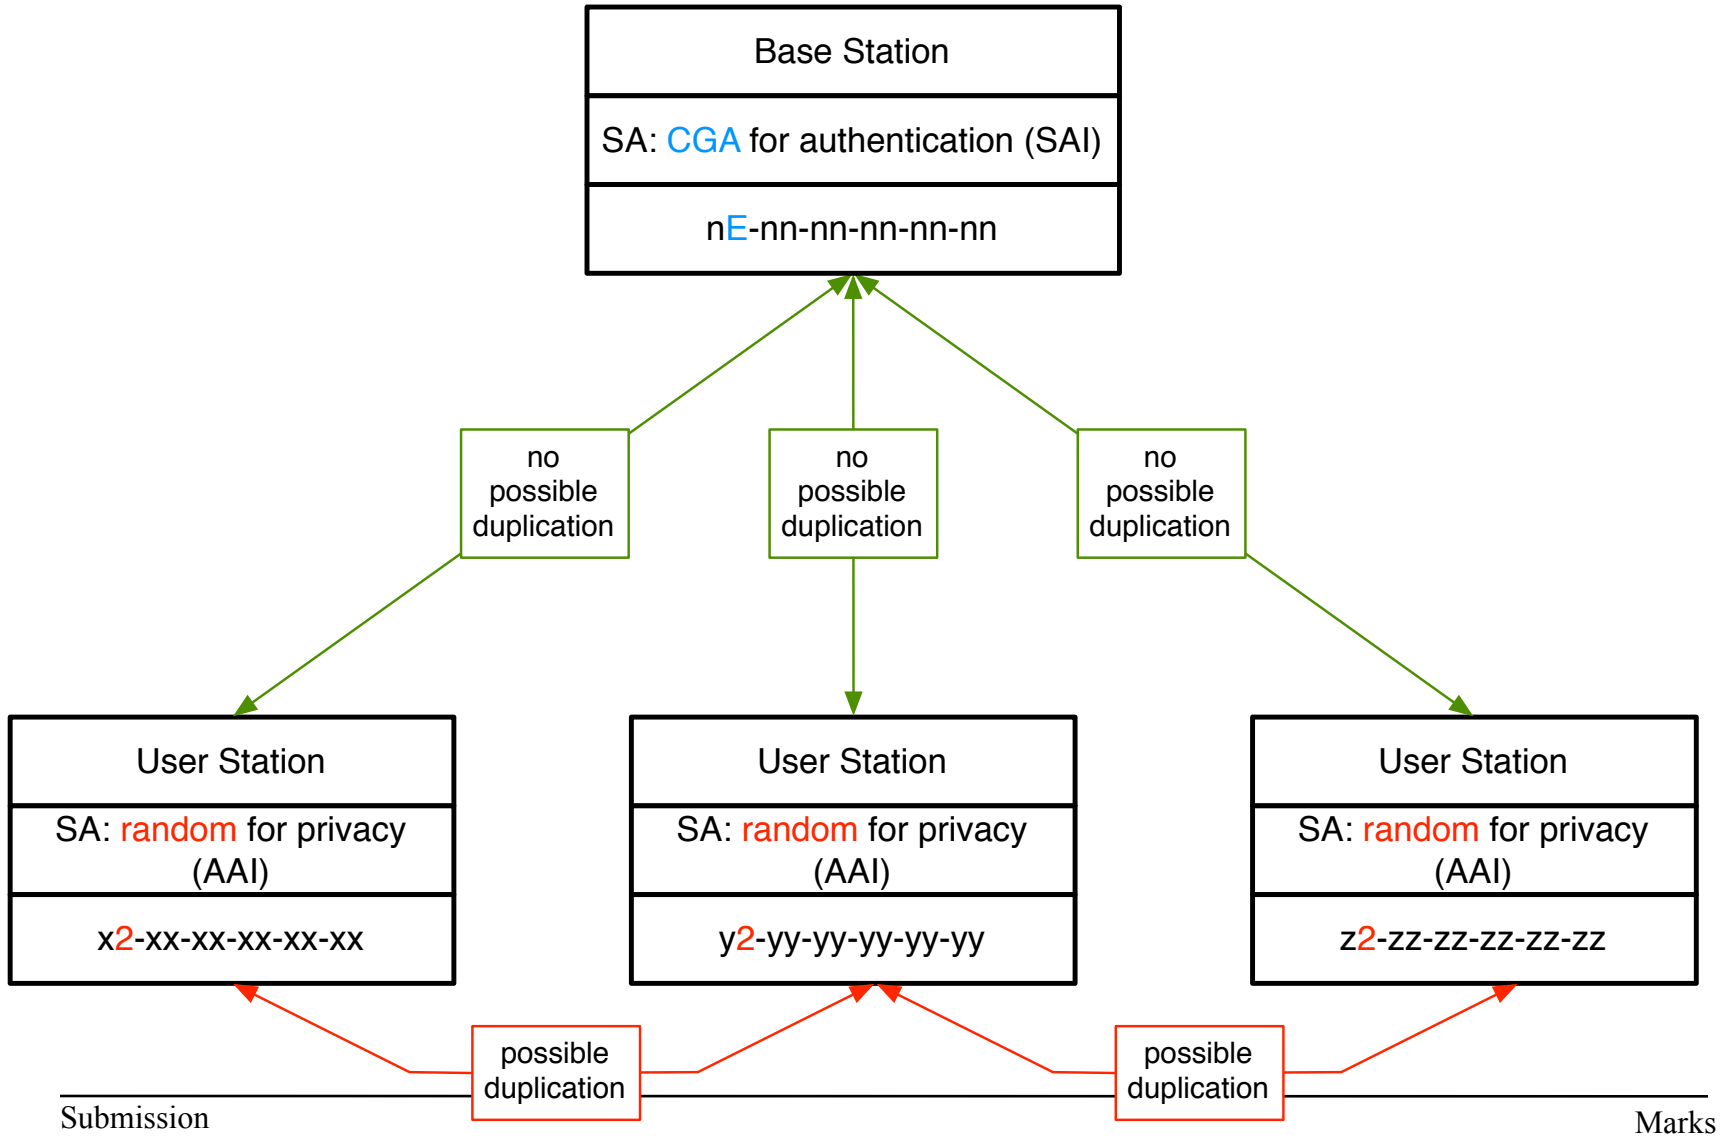 Base Station
SA: CGA for authentication (SAI)
nE-nn-nn-nn-nn-nn
no
possible
duplication
no
possible
duplication
no
possible
duplication
User Station
SA: random for privacy
(AAI)
x2-xx-xx-xx-xx-xx
User Station
SA: random for privacy
(AAI)
y2-yy-yy-yy-yy-yy
User Station
SA: random for privacy
(AAI)
z2-zz-zz-zz-zz-zz
possible
duplication
possible
duplication
Submission
Marks